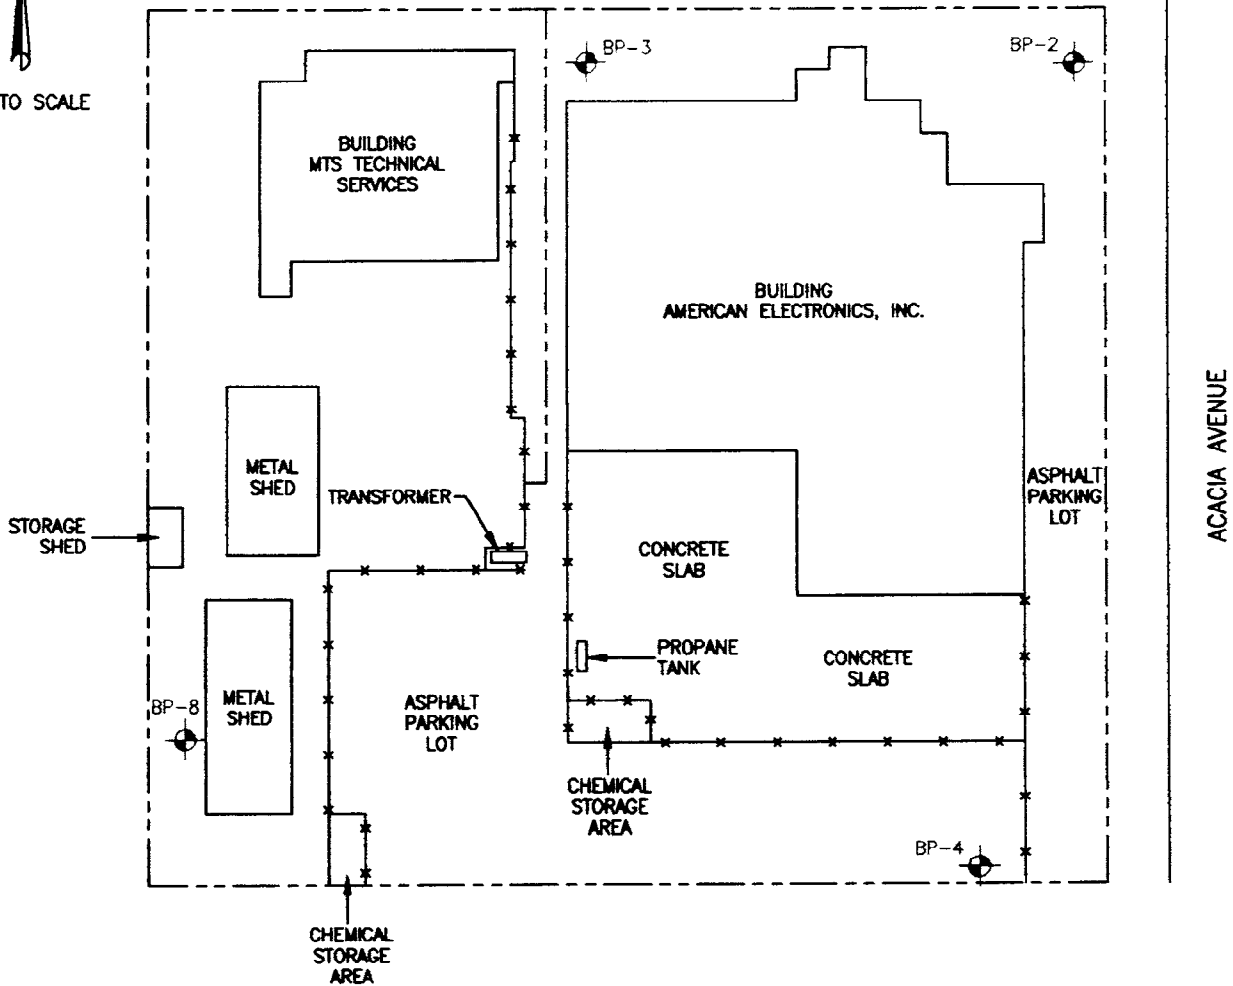 TO SCALE
BP-3
BP-2
BUILDING
MTS TECHNICAL
SERVICES
BUILDING
AMERICAN ELECTRONICS, INC.
ACACIA AVENUE
METAL
SHED
TRANSFORMER
ASPHALT
PARKING
LOT
STORAGE
SHED
CONCRETE
SLAB
PROPANE
TANK
CONCRETE
SLAB
BP-8
METAL
SHED
ASPHALT
PARKING
LOT
CHEMICAL
STORAGE
AREA
BP-4
CHEMICAL
STORAGE
AREA